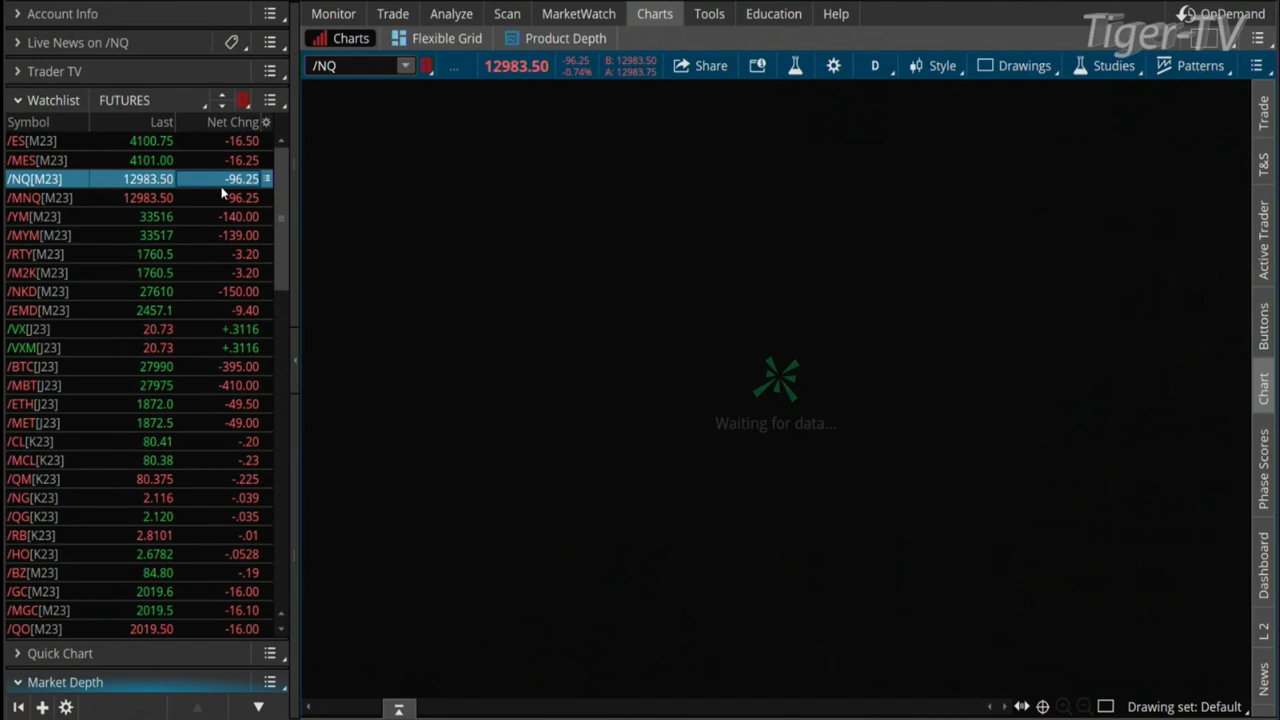 Account Info
Live News on /NQ
Trader TV
Watchlist FUTURES
Symbol Last Net Chng
/ES[M23] 4100.75 -16.50
/MES[M23] 4101.00 -16.25
/NQ[M23] 12983.50 -96.25
/MNQ[M23] 12983.50 -96.25
/YM[M23] 33516 -140.00
/MYM[M23] 33517 -139.00
/RTY[M23] 1760.5 -3.20
/M2K[M23] 1760.5 -3.20
/NKD[M23] 27610 -150.00
/EMD[M23] 2457.1 -9.40
/VX[J23] 20.73 +.3116
/VXM[J23] 20.73 +.3116
/BTC[J23] 27990 -395.00
/MBT[J23] 27975 -410.00
/ETH[J23] 1872.0 -49.50
/MET[J23] 1872.5 -49.00
/CL[K23] 80.41 -.20
/MCL[K23] 80.38 -.23
/QM[K23] 80.375 -.225
/NG[K23] 2.116 -.039
/QG[K23] 2.120 -.035
/RB[K23] 2.8101 -.01
/HO[K23] 2.6782 -.0528
/BZ[M23] 84.80 -.19
/GC[M23] 2019.6 -16.00
/MGC[M23] 2019.5 -16.10
/QO[M23] 2019.50 -16.00
Quick Chart
Market Depth
Monitor Trade Analyze Scan MarketWatch Charts Tools Education Help OnDemand
Tiger-TV
Charts Flexible Grid Product Depth
/NQ ... 12983.50 -96.25 B: 12983.50 Share D Style Drawings Studies Patterns
-0.74% A: 12983.75
Waiting for data...
Drawing set: Default
Trade
T&S
Active Trader
Buttons
Chart
Phase Scores
Dashboard
L 2
News